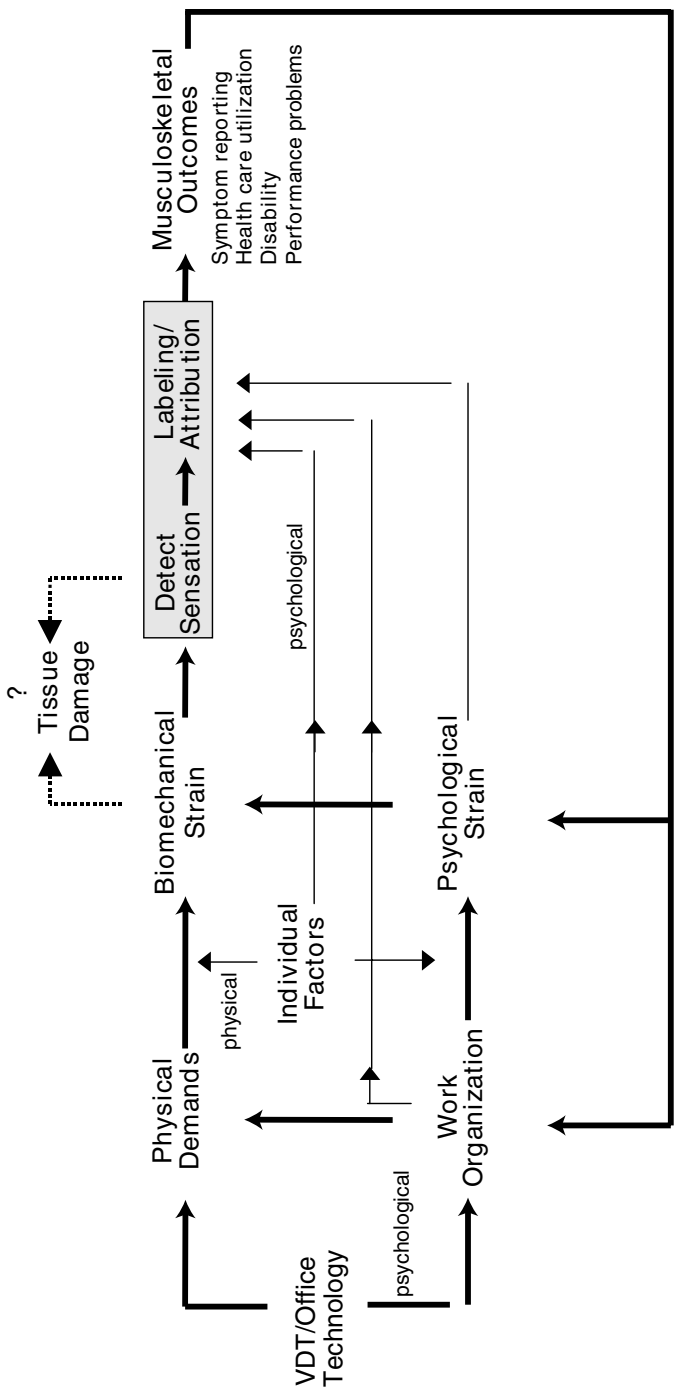 VDT/Office
Technology
psychological
Physical
Demands
Work
Organization
physical
Individual
Factors
Biomechanical
Strain
Psychological
Strain
?
Tissue
Damage
psychological
Detect
Sensation
Labeling/
Attribution
Musculoskeletal
Outcomes
Symptom reporting
Health care utilization
Disability
Performance problems